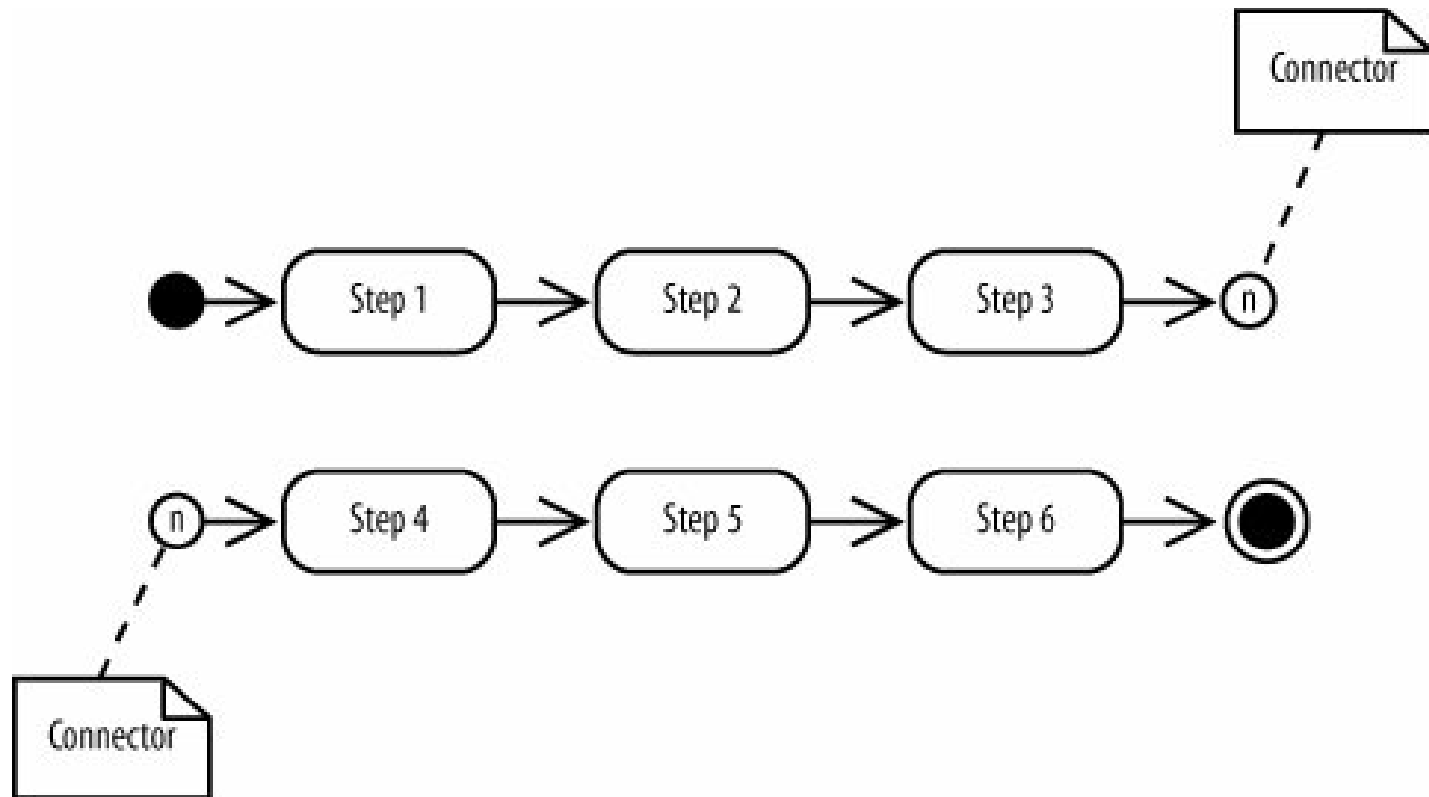 Connector
Step 1
Step 2
Step 3
n
n
Step 4
Step 5
Step 6
Connector